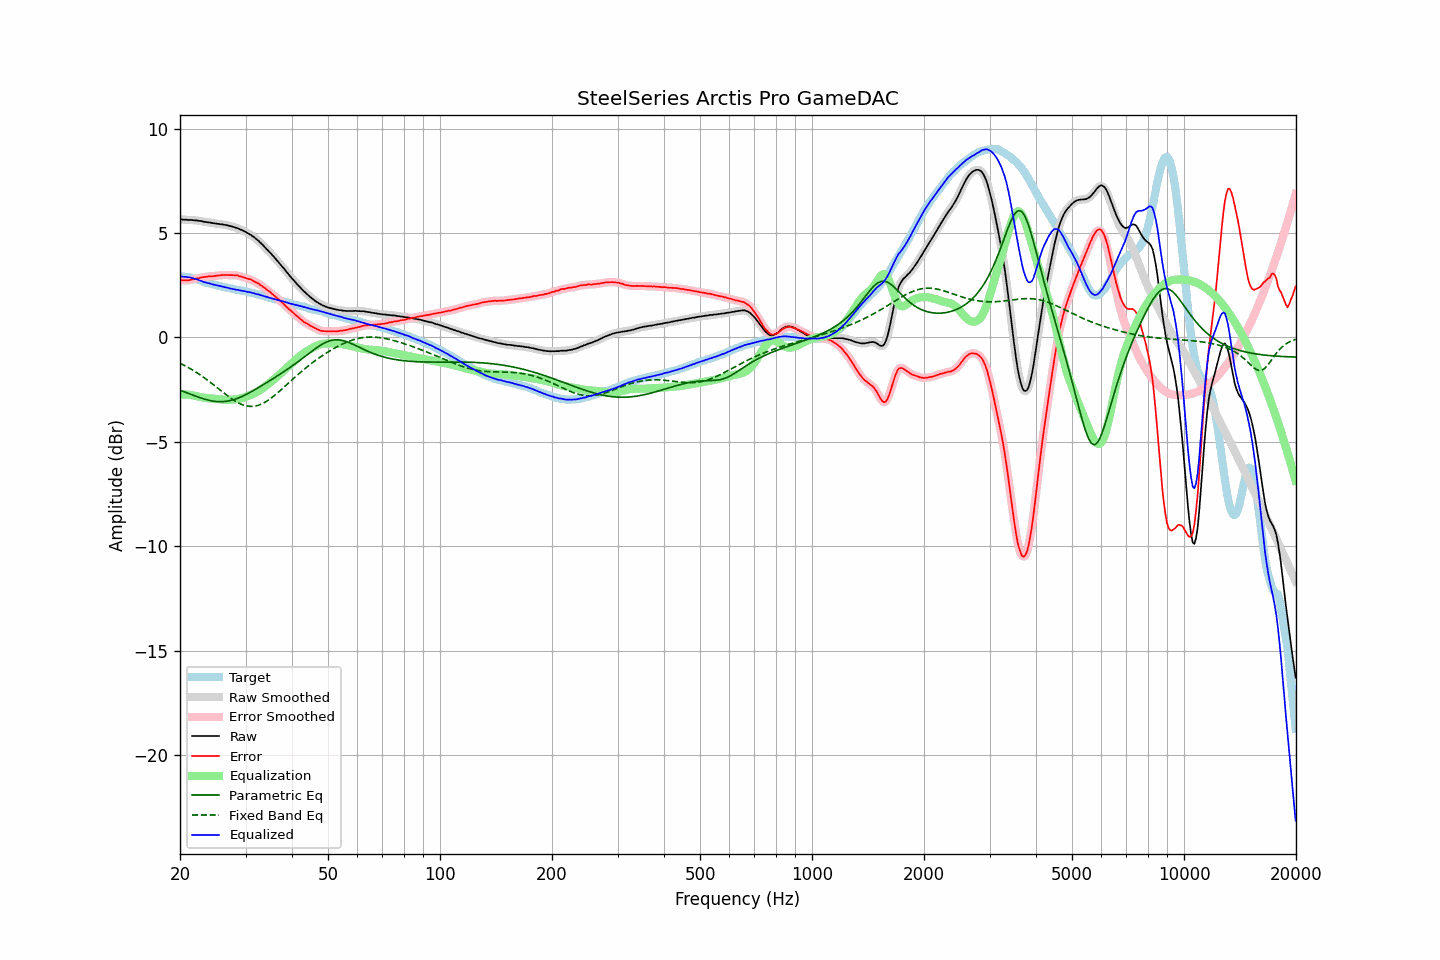 SteelSeries Arctis Pro GameDAC
Amplitude (dBr)
10
5
0
−5
−10
−15
−20
Target
Raw Smoothed
Error Smoothed
Raw
Error
Equalization
Parametric Eq
Fixed Band Eq
Equalized
20 50 100 200 500 1000 2000 5000 10000 20000
Frequency (Hz)